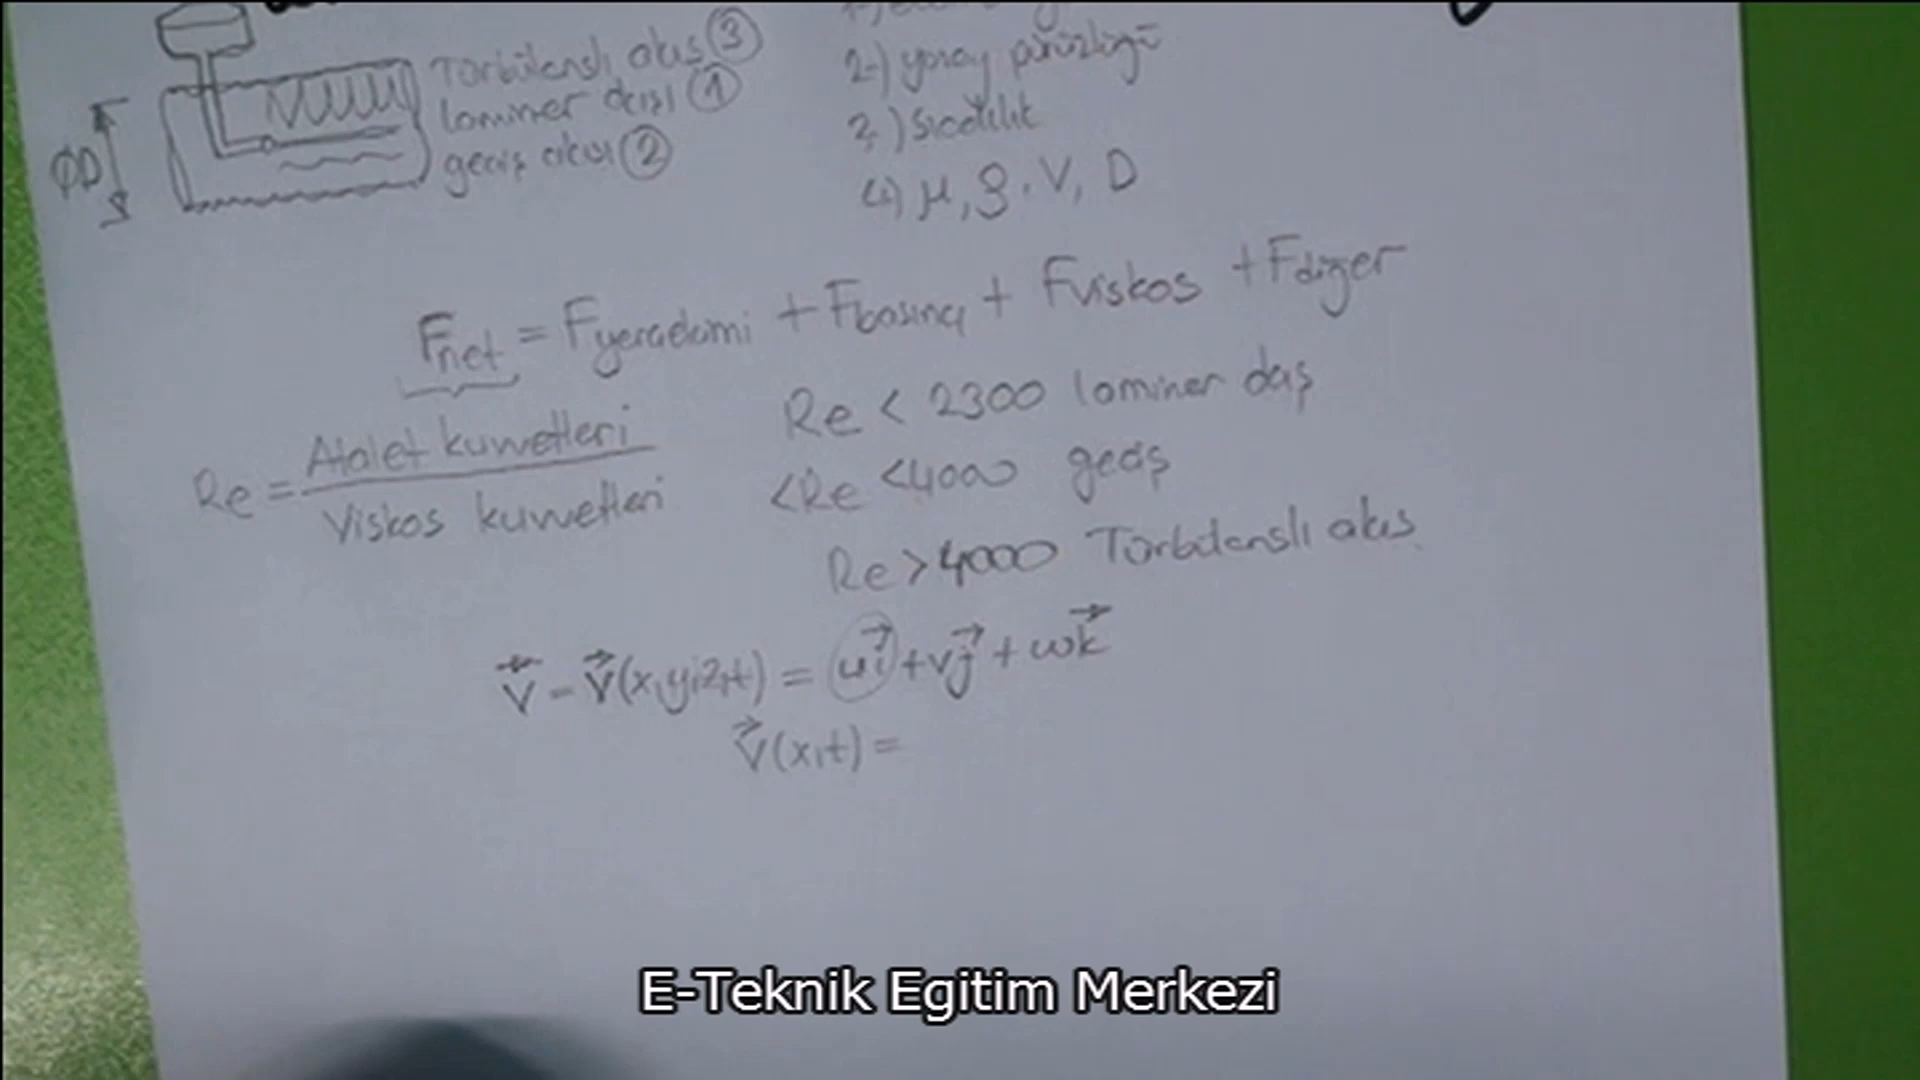 Türbülanslı akış ③
laminer akışı ①
geçiş akışı ②
ØD
2-) yüzey pürüzlüğü
3) sıcaklık
4) μ, ρ, V, D
Fnet = Fyerçekimi + Fbasınç + Fviskos + Fdiğer
Re = Atalet kuvvetleri / Viskos kuvvetleri
Re < 2300 laminer akış
<Re <4000 geçiş
Re > 4000 Türbülanslı akış
V⃗ = V⃗(x,y,z,t) = ui⃗ + vj⃗ + wk⃗
V⃗(x,t) =
E-Teknik Egitim Merkezi